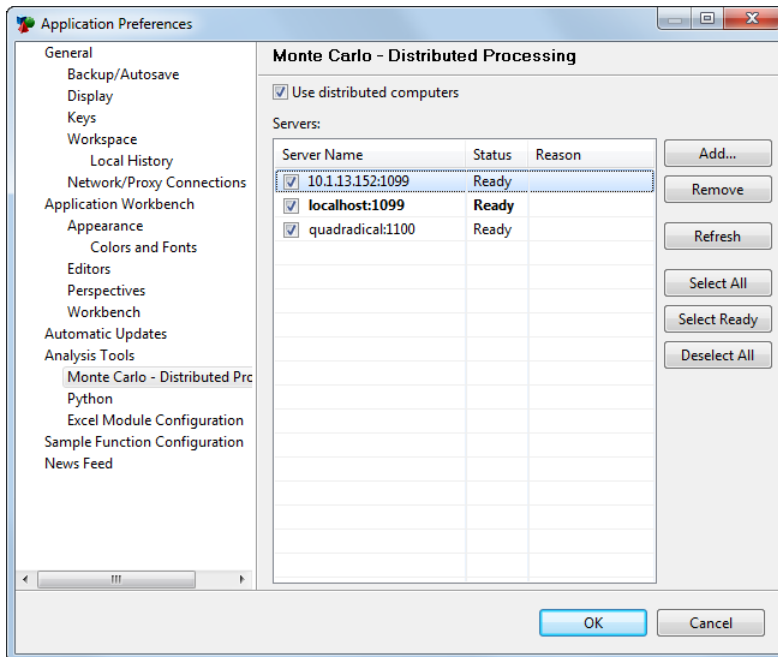 Application Preferences
General
Backup/Autosave
Display
Keys
Workspace
Local History
Network/Proxy Connections
Application Workbench
Appearance
Colors and Fonts
Editors
Perspectives
Workbench
Automatic Updates
Analysis Tools
Monte Carlo - Distributed Prc
Python
Excel Module Configuration
Sample Function Configuration
News Feed
Monte Carlo - Distributed Processing
Use distributed computers
Servers:
Server Name Status Reason
10.1.13.152:1099 Ready
localhost:1099 Ready
quadradical:1100 Ready
Add...
Remove
Refresh
Select All
Select Ready
Deselect All
OK Cancel